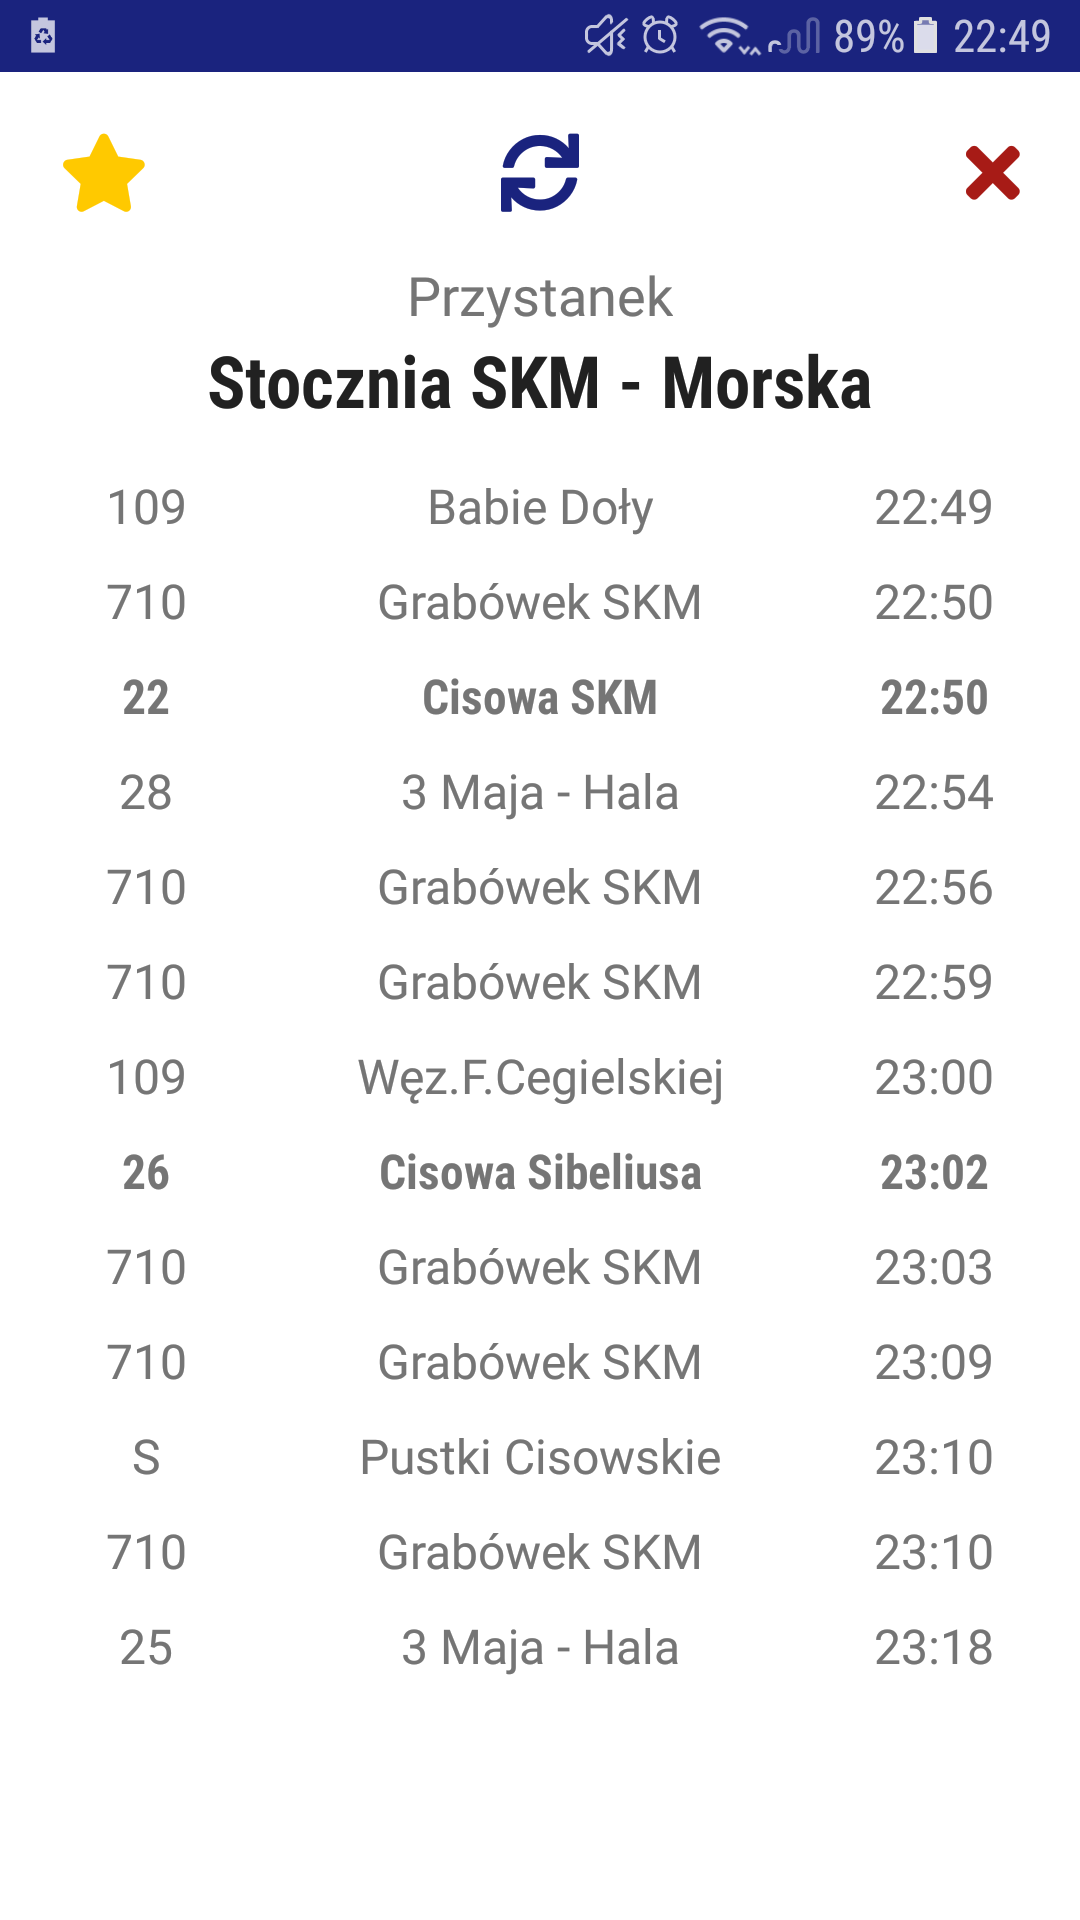 89% 22:49
Przystanek
Stocznia SKM - Morska
109 Babie Doły 22:49
710 Grabówek SKM 22:50
22 Cisowa SKM 22:50
28 3 Maja - Hala 22:54
710 Grabówek SKM 22:56
710 Grabówek SKM 22:59
109 Węz.F.Cegielskiej 23:00
26 Cisowa Sibeliusa 23:02
710 Grabówek SKM 23:03
710 Grabówek SKM 23:09
S Pustki Cisowskie 23:10
710 Grabówek SKM 23:10
25 3 Maja - Hala 23:18